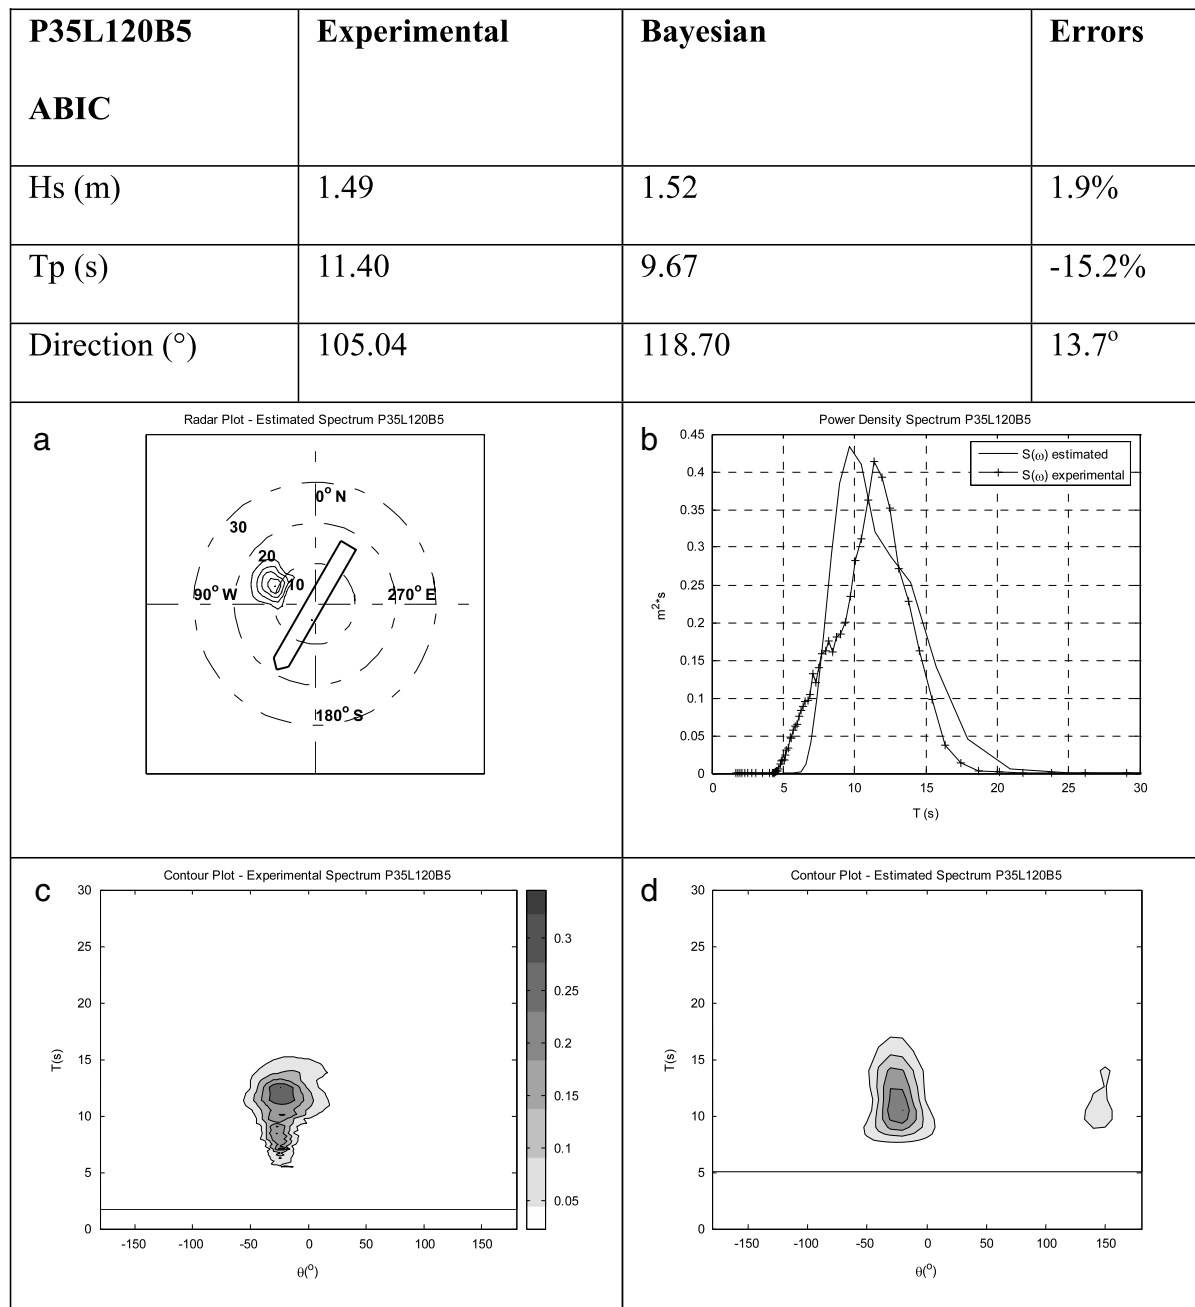 P35L120B5 Experimental Bayesian Errors
ABIC
Hs (m) 1.49 1.52 1.9%
Tp (s) 11.40 9.67 -15.2%
Direction (°) 105.04 118.70 13.7°
a
Radar Plot - Estimated Spectrum P35L120B5
0° N
30
20
10
90° W
270° E
180° S
b
Power Density Spectrum P35L120B5
S(ω) estimated
S(ω) experimental
0.45
0.4
0.35
0.3
0.25
0.2
0.15
0.1
0.05
0
m²*s
0 5 10 15 20 25 30
T (s)
c
Contour Plot - Experimental Spectrum P35L120B5
30
25
20
15
10
5
0
T(s)
-150 -100 -50 0 50 100 150
θ(°)
0.3
0.25
0.2
0.15
0.1
0.05
d
Contour Plot - Estimated Spectrum P35L120B5
30
25
20
15
10
5
0
T(s)
-150 -100 -50 0 50 100 150
θ(°)